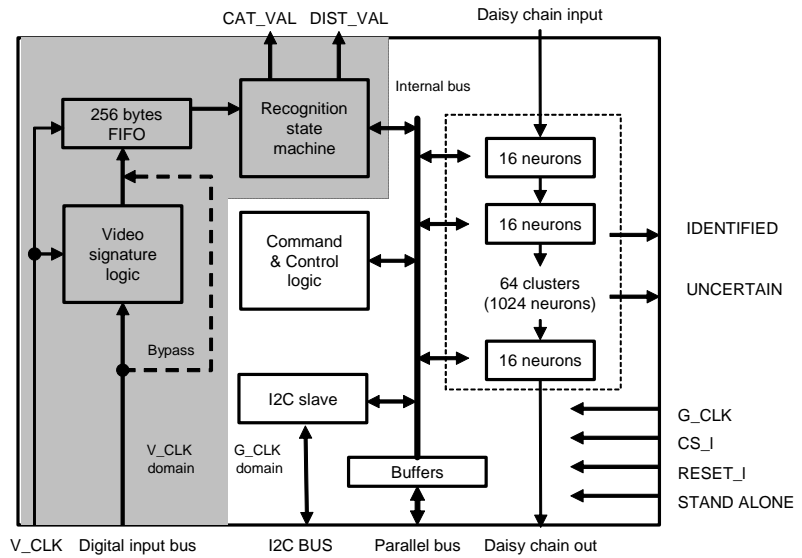 CAT_VAL
DIST_VAL
Daisy chain input
Internal bus
256 bytes
FIFO
Recognition
state
machine
16 neurons
Video
signature
logic
Command
& Control
logic
16 neurons
IDENTIFIED
64 clusters
(1024 neurons)
UNCERTAIN
Bypass
16 neurons
I2C slave
G_CLK
CS_I
RESET_I
STAND ALONE
V_CLK
domain
G_CLK
domain
Buffers
V_CLK
Digital input bus
I2C BUS
Parallel bus
Daisy chain out